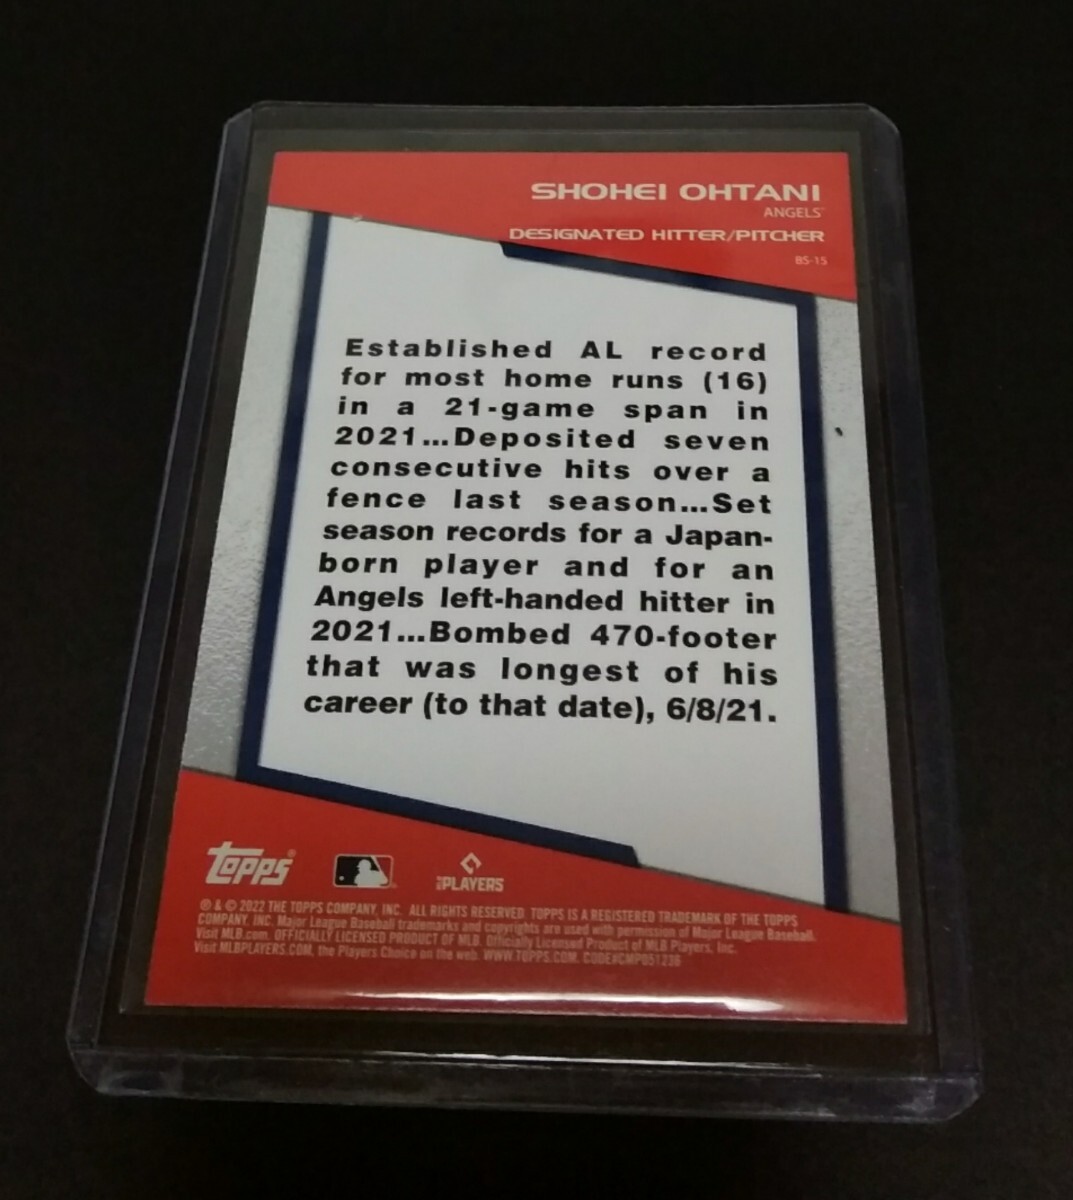 SHOHEI OHTANI
ANGELS™
DESIGNATED HITTER/PITCHER
BS-15
Established AL record
for most home runs (16)
in a 21-game span in
2021...Deposited seven
consecutive hits over a
fence last season...Set
season records for a Japan-
born player and for an
Angels left-handed hitter in
2021...Bombed 470-footer
that was longest of his
career (to that date), 6/8/21.
Topps®
MLB PLAYERS
® & © 2022 THE TOPPS COMPANY, INC. ALL RIGHTS RESERVED. TOPPS IS A REGISTERED TRADEMARK OF THE TOPPS
COMPANY, INC. Major League Baseball trademarks and copyrights are used with permission of Major League Baseball.
Visit MLB.com. OFFICIALLY LICENSED PRODUCT OF MLB. Officially Licensed Product of MLB Players, Inc.
Visit MLBPLAYERS.COM, the Players Choice on the web. WWW.TOPPS.COM. CODE#CMP051236